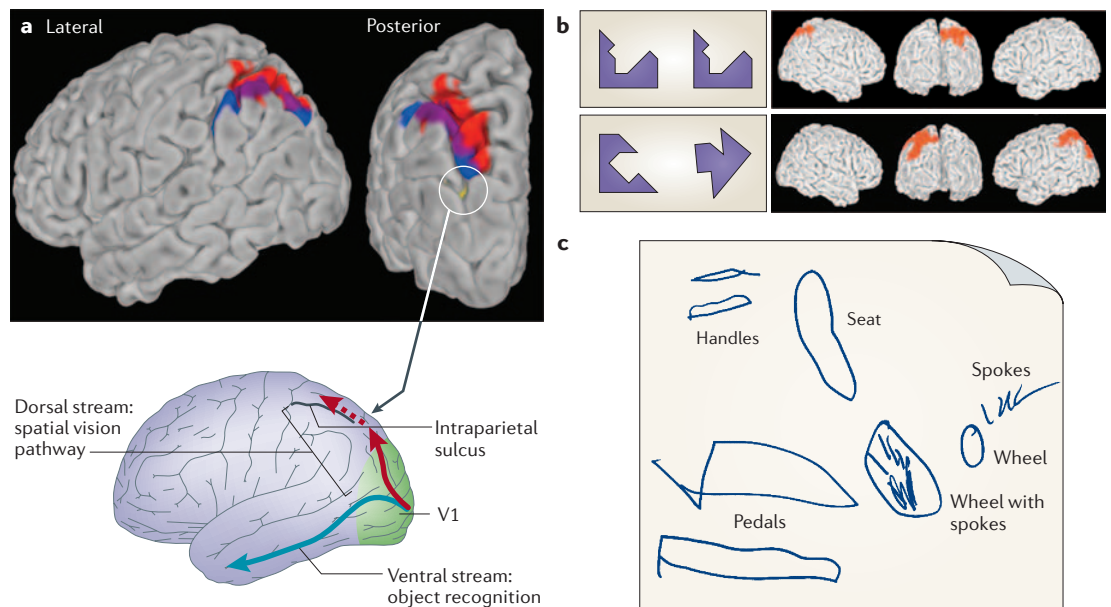 a Lateral
Posterior
Dorsal stream:
spatial vision
pathway
Intraparietal
sulcus
V1
Ventral stream:
object recognition
b
c
Handles
Seat
Spokes
Wheel
Wheel with
spokes
Pedals